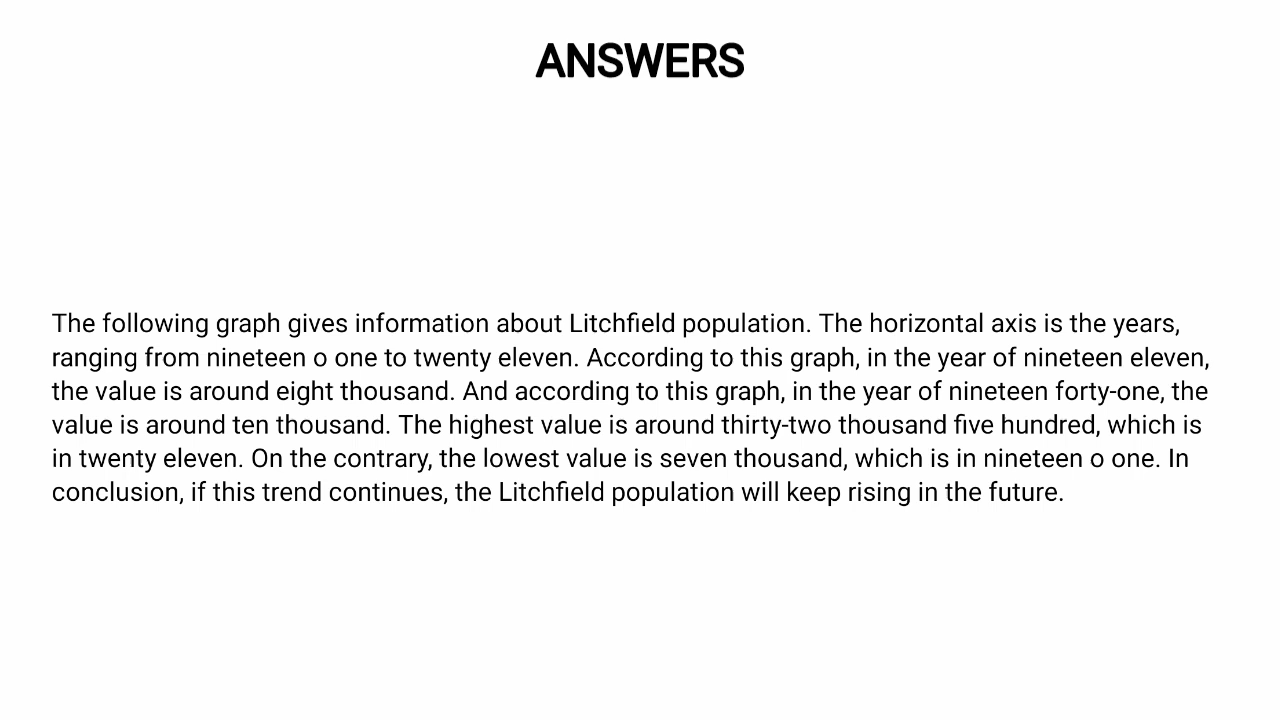 ANSWERS
The following graph gives information about Litchfield population. The horizontal axis is the years,
ranging from nineteen o one to twenty eleven. According to this graph, in the year of nineteen eleven,
the value is around eight thousand. And according to this graph, in the year of nineteen forty-one, the
value is around ten thousand. The highest value is around thirty-two thousand five hundred, which is
in twenty eleven. On the contrary, the lowest value is seven thousand, which is in nineteen o one. In
conclusion, if this trend continues, the Litchfield population will keep rising in the future.